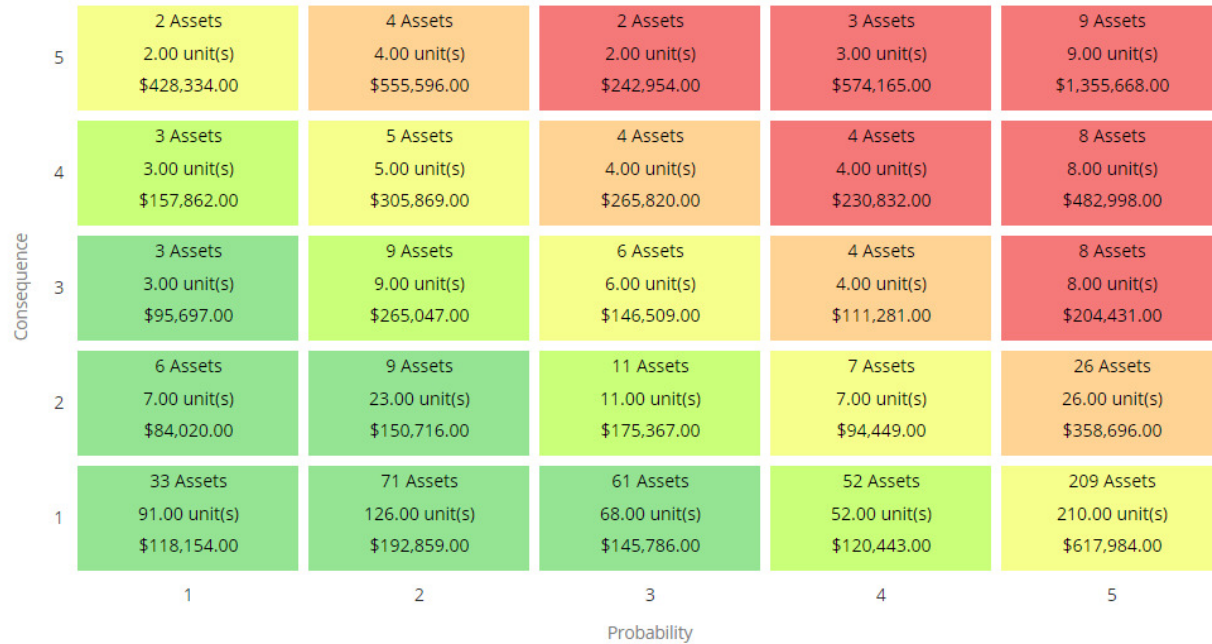 2 Assets 4 Assets 2 Assets 3 Assets 9 Assets
5 2.00 unit(s) 4.00 unit(s) 2.00 unit(s) 3.00 unit(s) 9.00 unit(s)
$428,334.00 $555,596.00 $242,954.00 $574,165.00 $1,355,668.00
3 Assets 5 Assets 4 Assets 4 Assets 8 Assets
4 3.00 unit(s) 5.00 unit(s) 4.00 unit(s) 4.00 unit(s) 8.00 unit(s)
$157,862.00 $305,869.00 $265,820.00 $230,832.00 $482,998.00
Consequence
3 Assets 9 Assets 6 Assets 4 Assets 8 Assets
3 3.00 unit(s) 9.00 unit(s) 6.00 unit(s) 4.00 unit(s) 8.00 unit(s)
$95,697.00 $265,047.00 $146,509.00 $111,281.00 $204,431.00
6 Assets 9 Assets 11 Assets 7 Assets 26 Assets
2 7.00 unit(s) 23.00 unit(s) 11.00 unit(s) 7.00 unit(s) 26.00 unit(s)
$84,020.00 $150,716.00 $175,367.00 $94,449.00 $358,696.00
33 Assets 71 Assets 61 Assets 52 Assets 209 Assets
1 91.00 unit(s) 126.00 unit(s) 68.00 unit(s) 52.00 unit(s) 210.00 unit(s)
$118,154.00 $192,859.00 $145,786.00 $120,443.00 $617,984.00
1 2 3 4 5
Probability